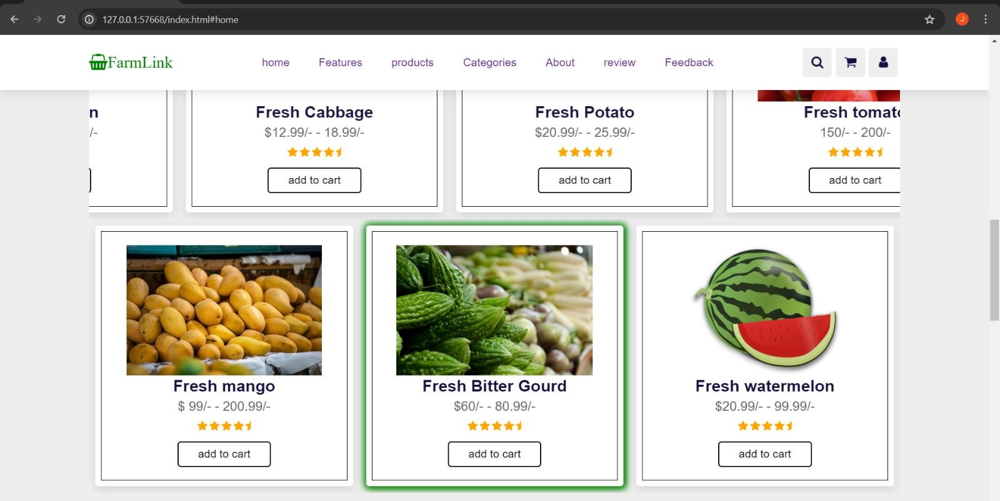 127.0.0.1:57668/index.html#home
J
FarmLink
home Features products Categories About review Feedback
n Fresh Cabbage Fresh Potato Fresh tomato
/- $12.99/- - 18.99/- $20.99/- - 25.99/- 150/- - 200/-
add to cart add to cart add to cart
Fresh mango Fresh Bitter Gourd Fresh watermelon
$ 99/- - 200.99/- $60/- - 80.99/- $20.99/- - 99.99/-
add to cart add to cart add to cart